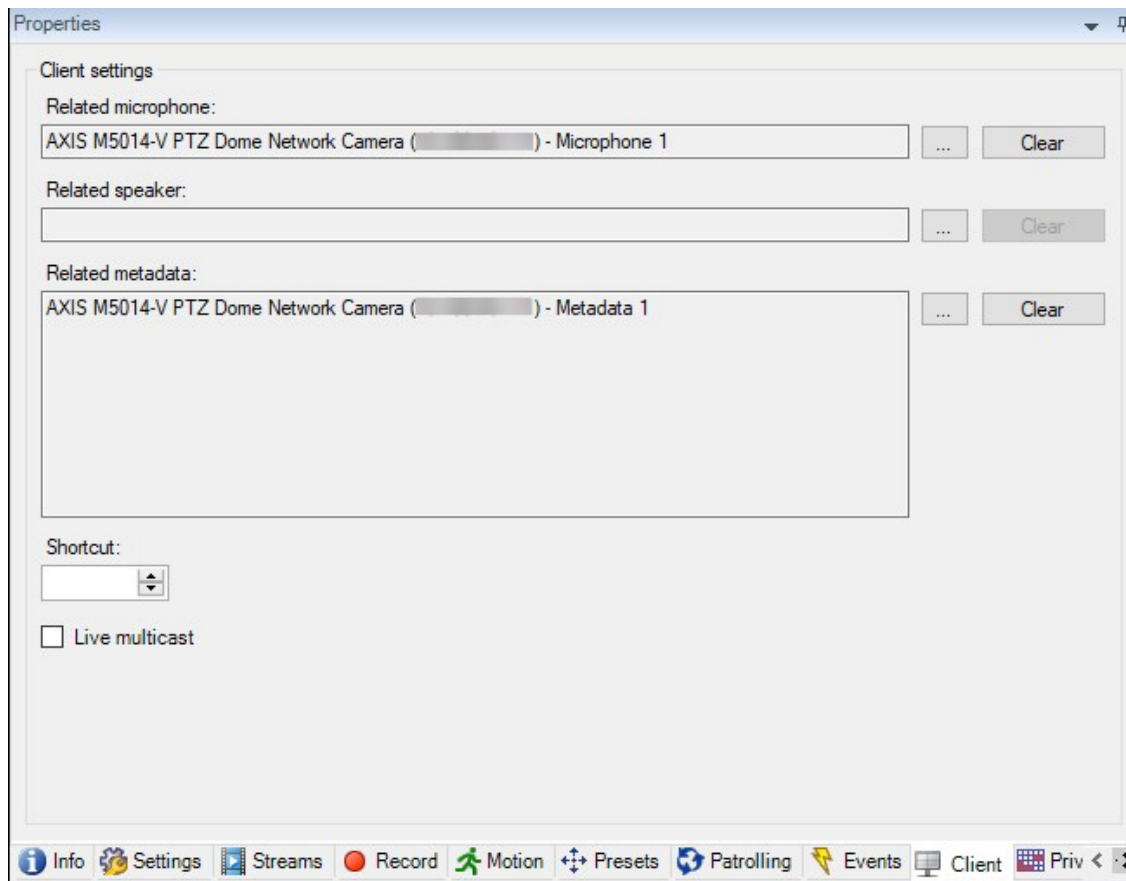 Properties
Client settings
Related microphone:
AXIS M5014-V PTZ Dome Network Camera ( ) - Microphone 1
... Clear
Related speaker:
... Clear
Related metadata:
AXIS M5014-V PTZ Dome Network Camera ( ) - Metadata 1
... Clear
Shortcut:
Live multicast
Info Settings Streams Record Motion Presets Patrolling Events Client Priv